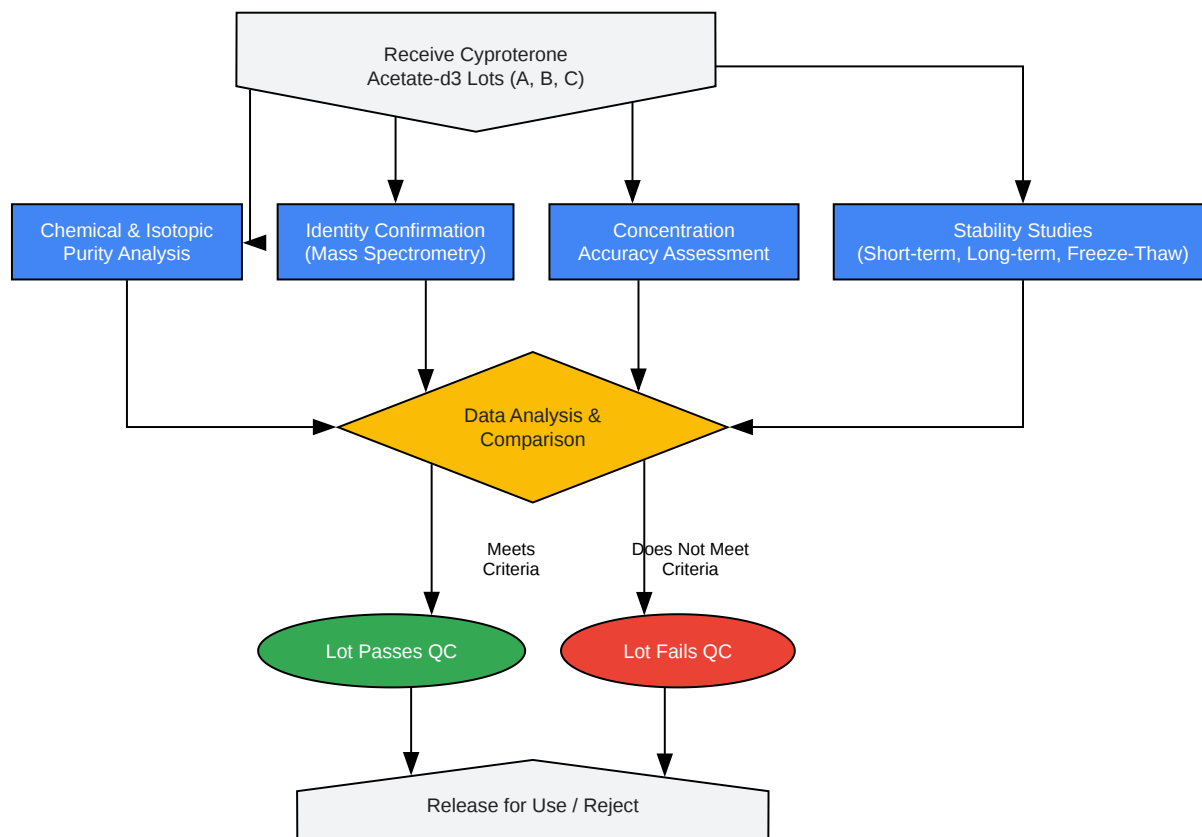 Receive Cyproterone
Acetate-d3 Lots (A, B, C)
Chemical & Isotopic
Purity Analysis
Identity Confirmation
(Mass Spectrometry)
Concentration
Accuracy Assessment
Stability Studies
(Short-term, Long-term, Freeze-Thaw)
Data Analysis &
Comparison
Meets
Criteria
Does Not Meet
Criteria
Lot Passes QC
Lot Fails QC
Release for Use / Reject